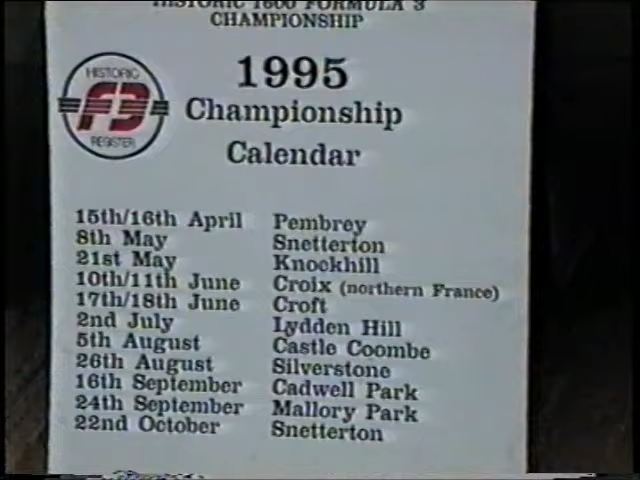 HISTORIC 1600 FORMULA 3
CHAMPIONSHIP
HISTORIC
F3
REGISTER
1995
Championship
Calendar
15th/16th April Pembrey
8th May Snetterton
21st May Knockhill
10th/11th June Croix (northern France)
17th/18th June Croft
2nd July Lydden Hill
5th August Castle Coombe
26th August Silverstone
16th September Cadwell Park
24th September Mallory Park
22nd October Snetterton